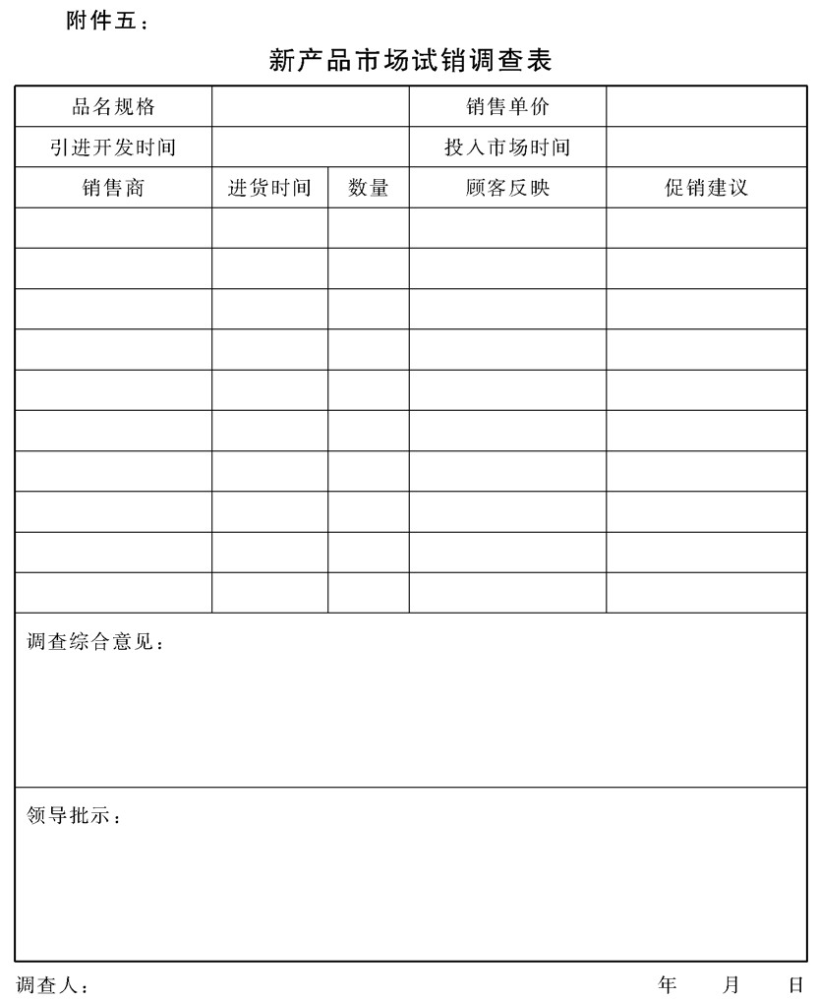 附件五：
新产品市场试销调查表
品名规格 销售单价
引进开发时间 投入市场时间
销售商 进货时间 数量 顾客反映 促销建议
调查综合意见：
领导批示：
调查人： 年 月 日